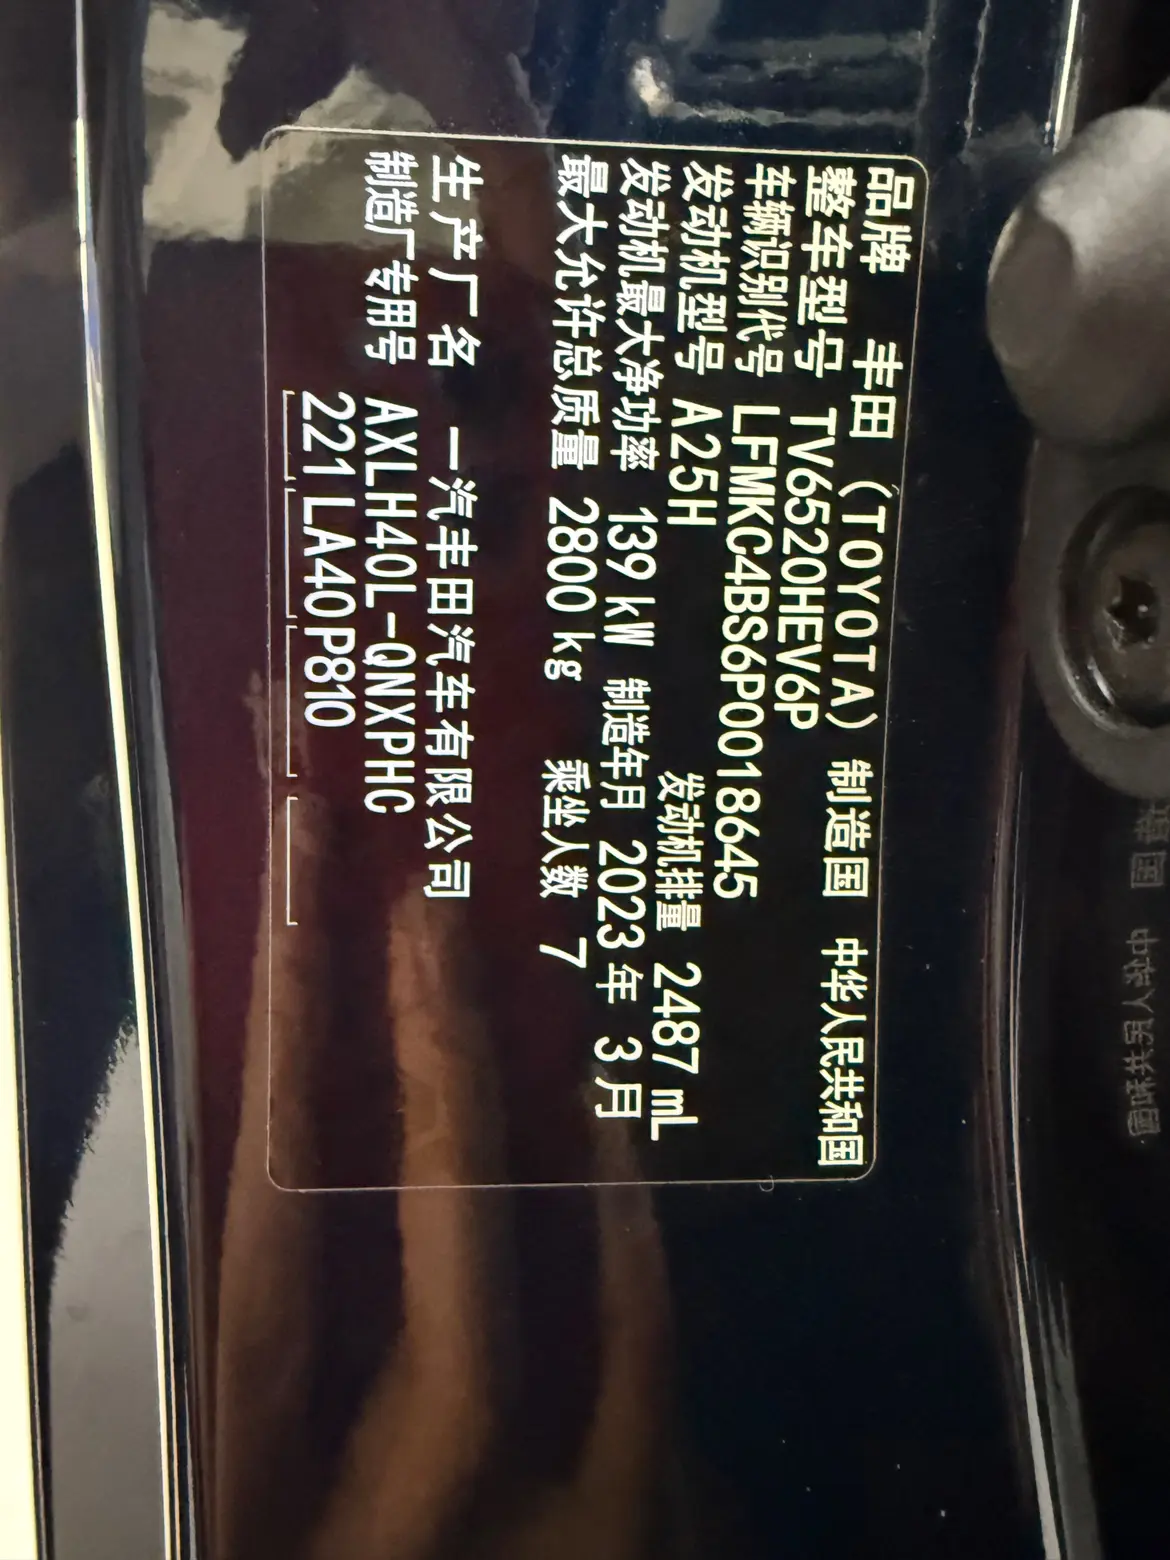 品牌 丰田 (TOYOTA) 制造国 中华人民共和国
整车型号 TV6520HEV6P
车辆识别代号 LFMKC4BS6P0018645
发动机型号 A25H 发动机排量 2487 mL
发动机最大净功率 139 kW 制造年月 2023 年 3 月
最大允许总质量 2800 kg 乘坐人数 7
生产厂名 一汽丰田汽车有限公司
制造厂专用号 AXLH40L-QNXPHC
221 LA40 P810